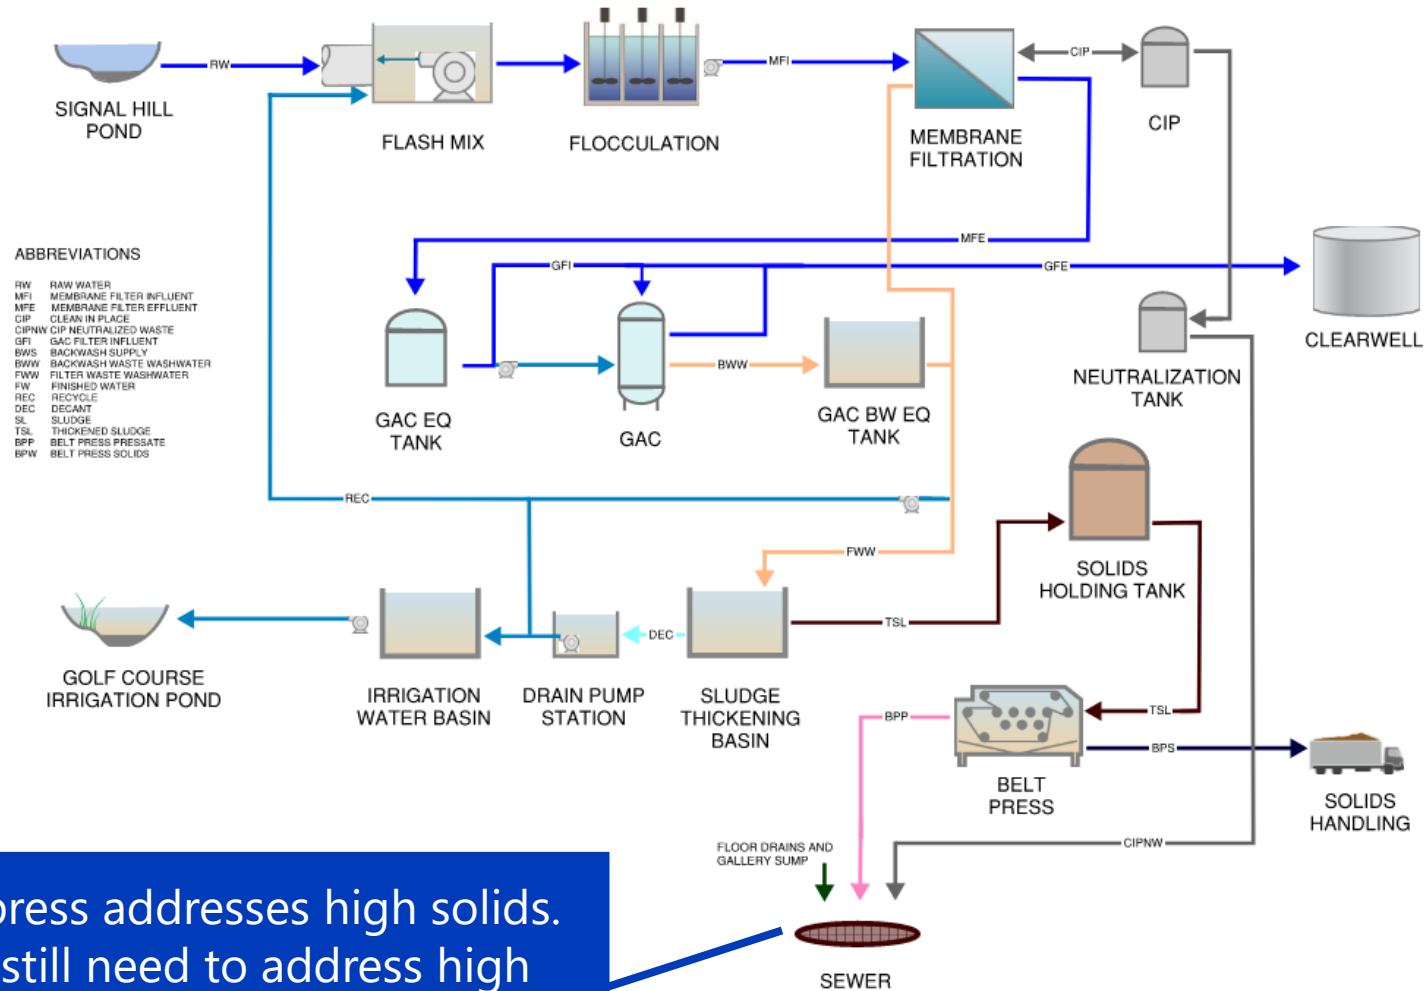 RW
SIGNAL HILL
POND
FLASH MIX
FLOCCULATION
MFI
MEMBRANE
FILTRATION
CIP
CIP
MFE
GFI
GFE
CLEARWELL
ABBREVIATIONS
RW RAW WATER
MFI MEMBRANE FILTER INFLUENT
MFE MEMBRANE FILTER EFFLUENT
CIP CLEAN IN PLACE
CIPNW CIP NEUTRALIZED WASTE
GFI GAC FILTER INFLUENT
BWS BACKWASH SUPPLY
BWW BACKWASH WASTE WASHWATER
FWW FILTER WASTE WASHWATER
FW FINISHED WATER
REC RECYCLE
DEC DECANT
SL SLUDGE
TSL THICKENED SLUDGE
BPP BELT PRESS PRESSATE
BPW BELT PRESS SOLIDS
GAC EQ
TANK
GAC
BWW
GAC BW EQ
TANK
NEUTRALIZATION
TANK
REC
FWW
SOLIDS
HOLDING TANK
TSL
DEC
GOLF COURSE
IRRIGATION POND
IRRIGATION
WATER BASIN
DRAIN PUMP
STATION
SLUDGE
THICKENING
BASIN
BPP
TSL
BPS
BELT
PRESS
SOLIDS
HANDLING
CIPNW
FLOOR DRAINS AND
GALLERY SUMP
SEWER
press addresses high solids.
still need to address high